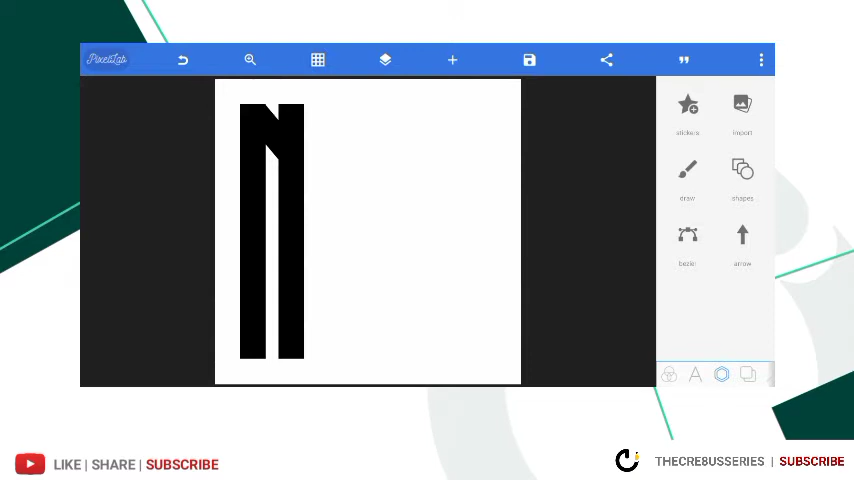 PixelLab
stickers
import
draw
shapes
bezier
arrow
LIKE | SHARE | SUBSCRIBE
THECRE8USSERIES | SUBSCRIBE